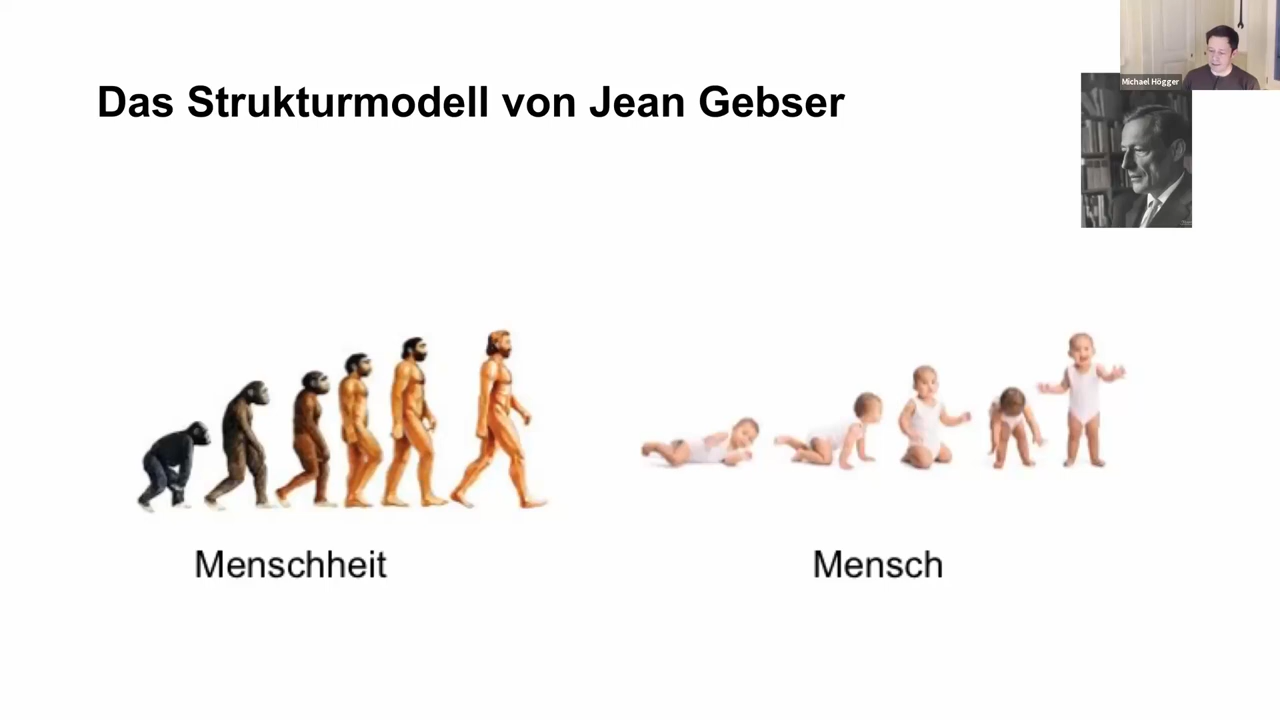 Das Strukturmodell von Jean Gebser
Michael Högger
Menschheit
Mensch